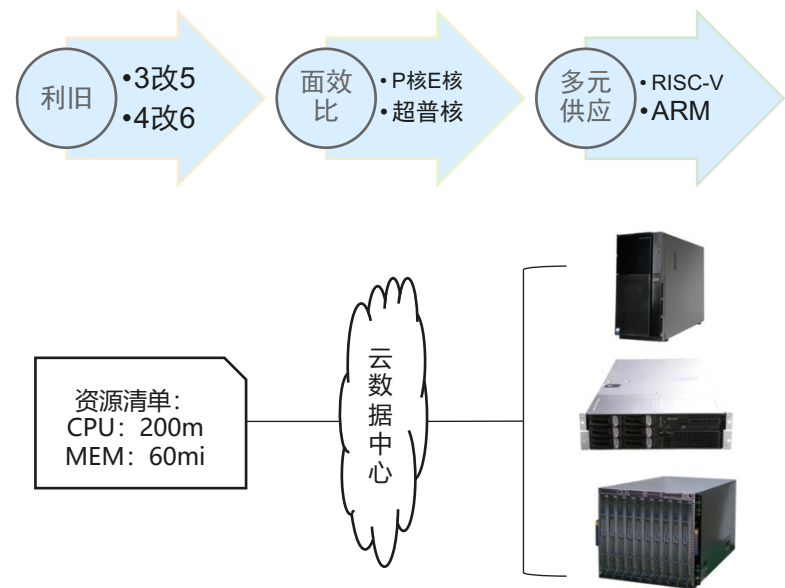 利旧
•3改5
•4改6
面效
比
•P核E核
•超普核
多元
供应
•RISC-V
•ARM
云
数
据
中
心
资源清单：
CPU：200m
MEM：60mi